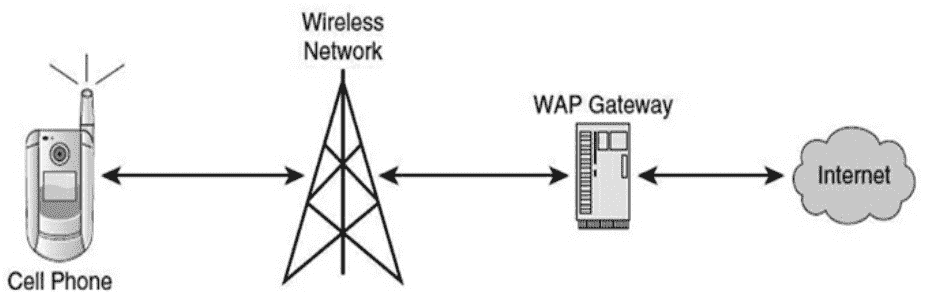 Wireless
Network
WAP Gateway
Internet
Cell Phone